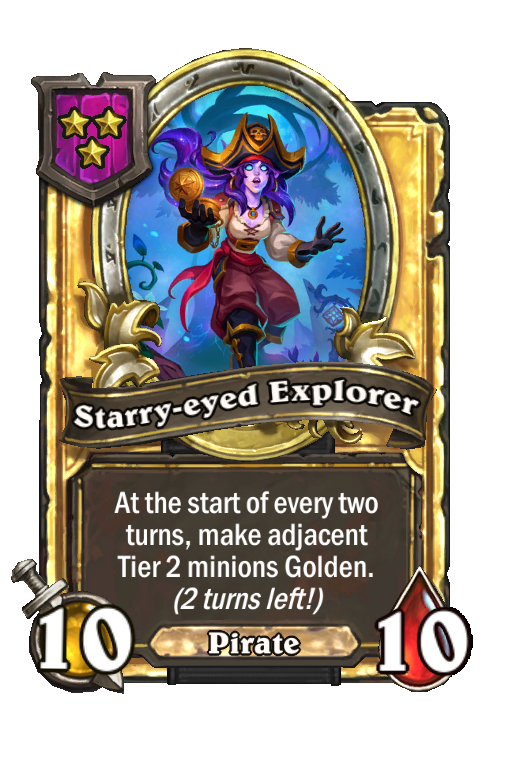 Starry-eyed Explorer
At the start of every two
turns, make adjacent
Tier 2 minions Golden.
(2 turns left!)
10
Pirate
10